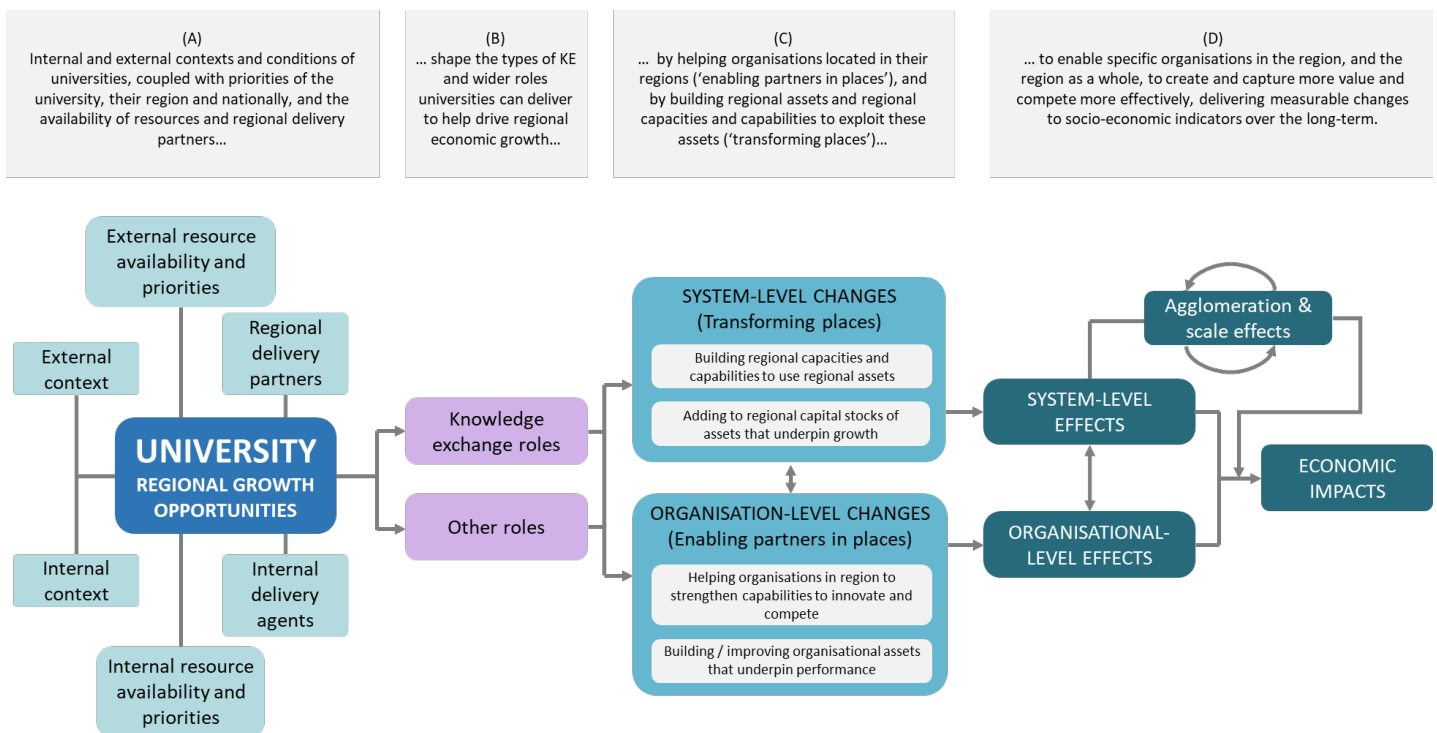 (A)
Internal and external contexts and conditions of
universities, coupled with priorities of the
university, their region and nationally, and the
availability of resources and regional delivery
partners…
(B)
… shape the types of KE
and wider roles
universities can deliver
to help drive regional
economic growth…
(C)
… by helping organisations located in their
regions (‘enabling partners in places’), and
by building regional assets and regional
capacities and capabilities to exploit these
assets (‘transforming places’)…
(D)
… to enable specific organisations in the region, and the
region as a whole, to create and capture more value and
compete more effectively, delivering measurable changes
to socio-economic indicators over the long-term.
External resource
availability and
priorities
Regional
delivery
partners
External
context
UNIVERSITY
REGIONAL GROWTH
OPPORTUNITIES
Internal
context
Internal
delivery
agents
Internal resource
availability and
priorities
Knowledge
exchange roles
Other roles
SYSTEM-LEVEL CHANGES
(Transforming places)
Building regional capacities and
capabilities to use regional assets
Adding to regional capital stocks of
assets that underpin growth
ORGANISATION-LEVEL CHANGES
(Enabling partners in places)
Helping organisations in region to
strengthen capabilities to innovate and
compete
Building / improving organisational assets
that underpin performance
Agglomeration &
scale effects
SYSTEM-LEVEL
EFFECTS
ORGANISATIONAL-
LEVEL EFFECTS
ECONOMIC
IMPACTS